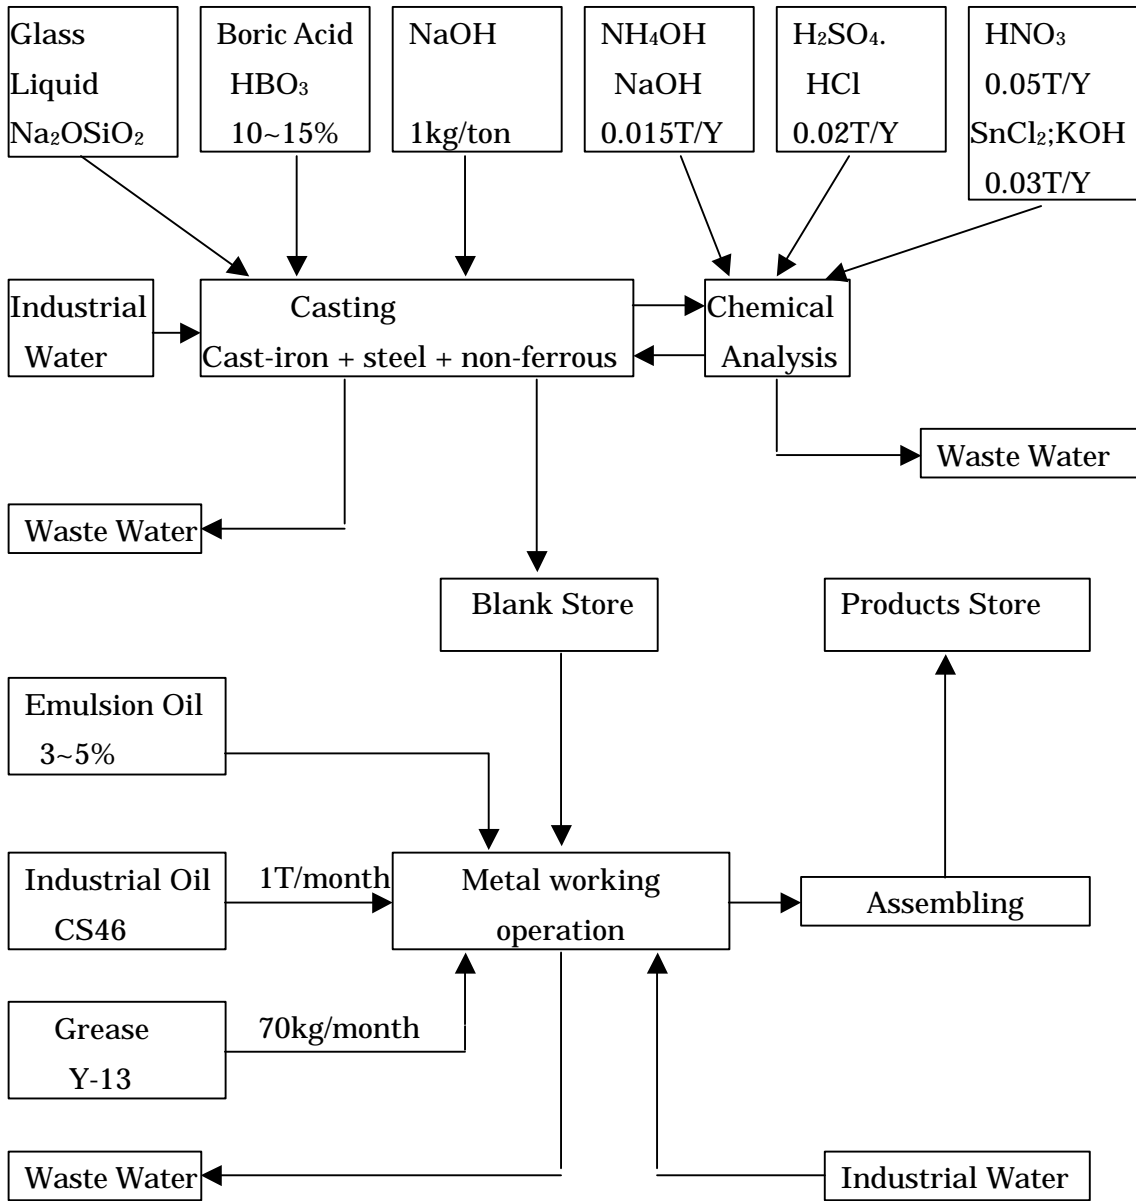 Glass
Liquid
Na₂OSiO₂
Boric Acid
HBO₃
10~15%
NaOH
1kg/ton
NH₄OH
NaOH
0.015T/Y
H₂SO₄.
HCl
0.02T/Y
HNO₃
0.05T/Y
SnCl₂;KOH
0.03T/Y
Industrial
Water
Casting
Cast-iron + steel + non-ferrous
Chemical
Analysis
Waste Water
Waste Water
Blank Store
Products Store
Emulsion Oil
3~5%
Industrial Oil
CS46
1T/month
Metal working
operation
Assembling
Grease
Y-13
70kg/month
Waste Water
Industrial Water